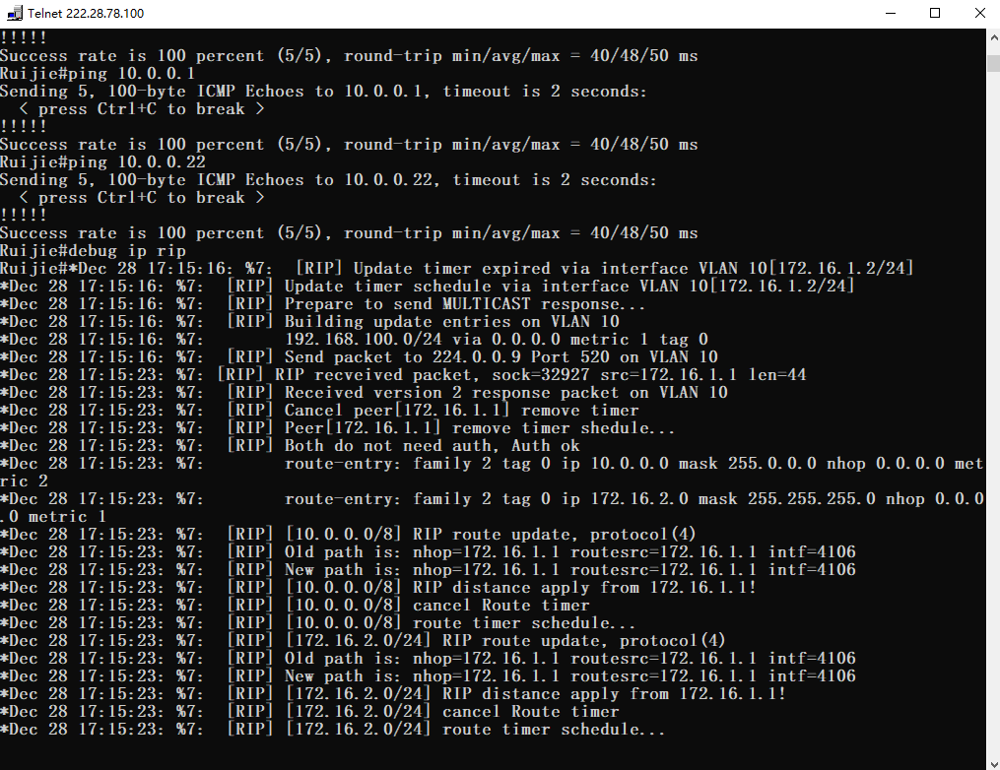 Telnet 222.28.78.100
!!!!!
Success rate is 100 percent (5/5), round-trip min/avg/max = 40/48/50 ms
Ruijie#ping 10.0.0.1
Sending 5, 100-byte ICMP Echoes to 10.0.0.1, timeout is 2 seconds:
  < press Ctrl+C to break >
!!!!!
Success rate is 100 percent (5/5), round-trip min/avg/max = 40/48/50 ms
Ruijie#ping 10.0.0.22
Sending 5, 100-byte ICMP Echoes to 10.0.0.22, timeout is 2 seconds:
  < press Ctrl+C to break >
!!!!!
Success rate is 100 percent (5/5), round-trip min/avg/max = 40/48/50 ms
Ruijie#debug ip rip
Ruijie#*Dec 28 17:15:16: %7:  [RIP] Update timer expired via interface VLAN 10[172.16.1.2/24]
*Dec 28 17:15:16: %7:  [RIP] Update timer schedule via interface VLAN 10[172.16.1.2/24]
*Dec 28 17:15:16: %7:  [RIP] Prepare to send MULTICAST response...
*Dec 28 17:15:16: %7:  [RIP] Building update entries on VLAN 10
*Dec 28 17:15:16: %7:        192.168.100.0/24 via 0.0.0.0 metric 1 tag 0
*Dec 28 17:15:16: %7:  [RIP] Send packet to 224.0.0.9 Port 520 on VLAN 10
*Dec 28 17:15:23: %7: [RIP] RIP recveived packet, sock=32927 src=172.16.1.1 len=44
*Dec 28 17:15:23: %7:  [RIP] Received version 2 response packet on VLAN 10
*Dec 28 17:15:23: %7:  [RIP] Cancel peer[172.16.1.1] remove timer
*Dec 28 17:15:23: %7:  [RIP] Peer[172.16.1.1] remove timer shedule...
*Dec 28 17:15:23: %7:  [RIP] Both do not need auth, Auth ok
*Dec 28 17:15:23: %7:        route-entry: family 2 tag 0 ip 10.0.0.0 mask 255.0.0.0 nhop 0.0.0.0 met
ric 2
*Dec 28 17:15:23: %7:        route-entry: family 2 tag 0 ip 172.16.2.0 mask 255.255.255.0 nhop 0.0.0
.0 metric 1
*Dec 28 17:15:23: %7:  [RIP] [10.0.0.0/8] RIP route update, protocol(4)
*Dec 28 17:15:23: %7:  [RIP] Old path is: nhop=172.16.1.1 routesrc=172.16.1.1 intf=4106
*Dec 28 17:15:23: %7:  [RIP] New path is: nhop=172.16.1.1 routesrc=172.16.1.1 intf=4106
*Dec 28 17:15:23: %7:  [RIP] [10.0.0.0/8] RIP distance apply from 172.16.1.1!
*Dec 28 17:15:23: %7:  [RIP] [10.0.0.0/8] cancel Route timer
*Dec 28 17:15:23: %7:  [RIP] [10.0.0.0/8] route timer schedule...
*Dec 28 17:15:23: %7:  [RIP] [172.16.2.0/24] RIP route update, protocol(4)
*Dec 28 17:15:23: %7:  [RIP] Old path is: nhop=172.16.1.1 routesrc=172.16.1.1 intf=4106
*Dec 28 17:15:23: %7:  [RIP] New path is: nhop=172.16.1.1 routesrc=172.16.1.1 intf=4106
*Dec 28 17:15:23: %7:  [RIP] [172.16.2.0/24] RIP distance apply from 172.16.1.1!
*Dec 28 17:15:23: %7:  [RIP] [172.16.2.0/24] cancel Route timer
*Dec 28 17:15:23: %7:  [RIP] [172.16.2.0/24] route timer schedule...